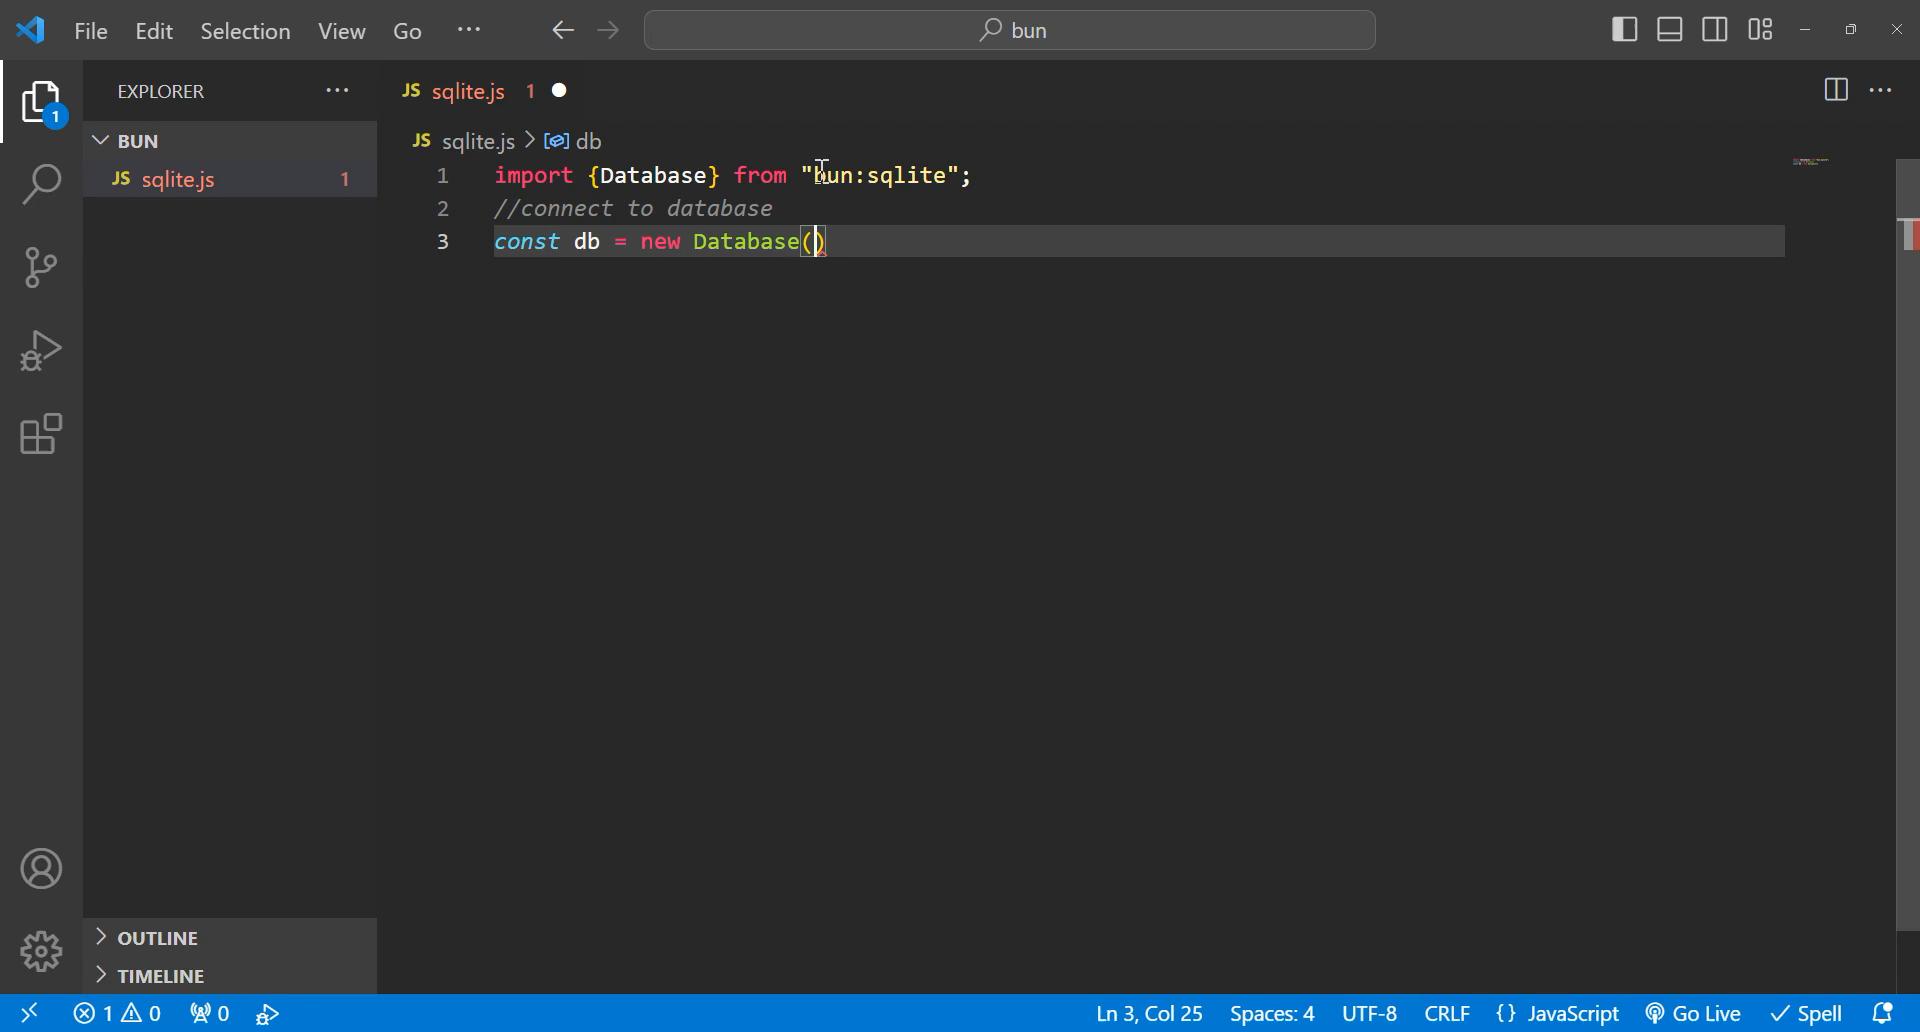 File Edit Selection View Go ··· bun
EXPLORER ···
JS sqlite.js 1
1
BUN
JS sqlite.js > db
JS sqlite.js 1
1 import {Database} from "bun:sqlite";
2 //connect to database
3 const db = new Database()
OUTLINE
TIMELINE
1 0 0 Ln 3, Col 25 Spaces: 4 UTF-8 CRLF {} JavaScript Go Live Spell